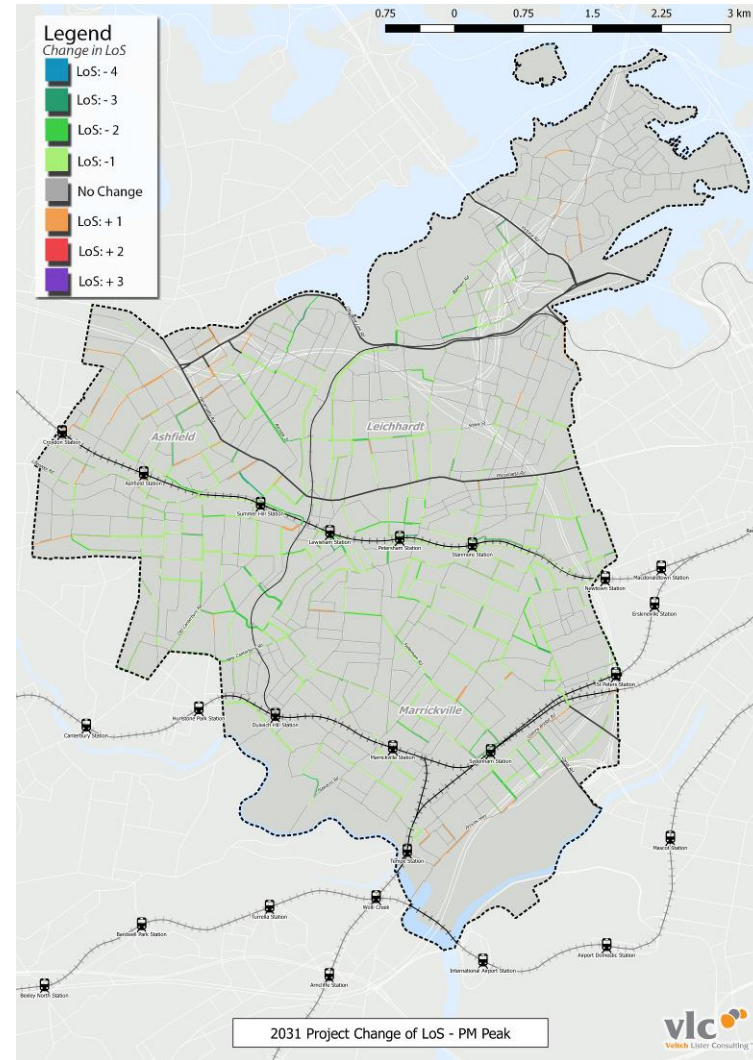 0.75 0 0.75 1.5 2.25 3 km
Legend
Change in LoS
LoS: - 4
LoS: - 3
LoS: - 2
LoS: -1
No Change
LoS: + 1
LoS: + 2
LoS: + 3
Leichhardt
Ashfield
Croydon Station
Ashfield Station
Summer Hill Station
Lewisham Station
Petersham Station
Stanmore Station
Newtown Station
Macdonaldtown Station
Erskineville Station
St Peters Station
Marrickville
Canterbury Station
Hurlstone Park Station
Dulwich Hill Station
Marrickville Station
Sydenham Station
Tempe Station
Mascot Station
Wolli Creek
Turrella Station
Bardwell Park Station
Bexley North Station
Arncliffe Station
International Airport Station
Airport Domestic Station
2031 Project Change of LoS - PM Peak
vlc
Veitch Lister Consulting